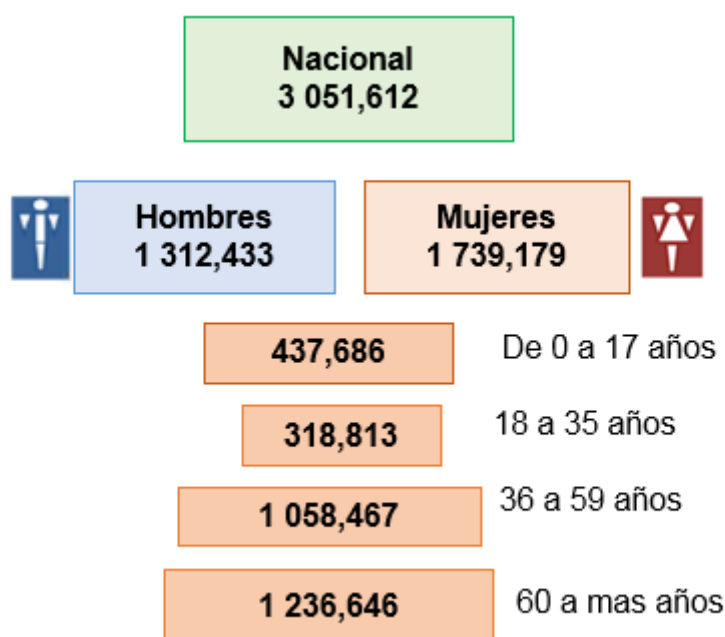 Nacional
3 051,612
Hombres
1 312,433
Mujeres
1 739,179
437,686
De 0 a 17 años
318,813
18 a 35 años
1 058,467
36 a 59 años
1 236,646
60 a mas años